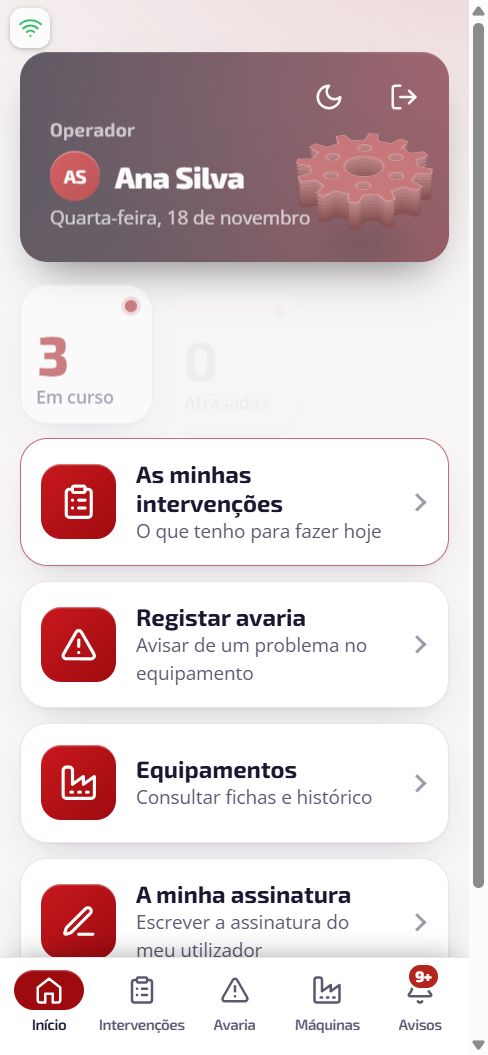 Operador
AS
Ana Silva
Quarta-feira, 18 de novembro
3
Em curso
0
Atrasadas
As minhas
intervenções
O que tenho para fazer hoje
Registar avaria
Avisar de um problema no
equipamento
Equipamentos
Consultar fichas e histórico
A minha assinatura
Escrever a assinatura do
meu utilizador
9+
Início
Intervenções
Avaria
Máquinas
Avisos